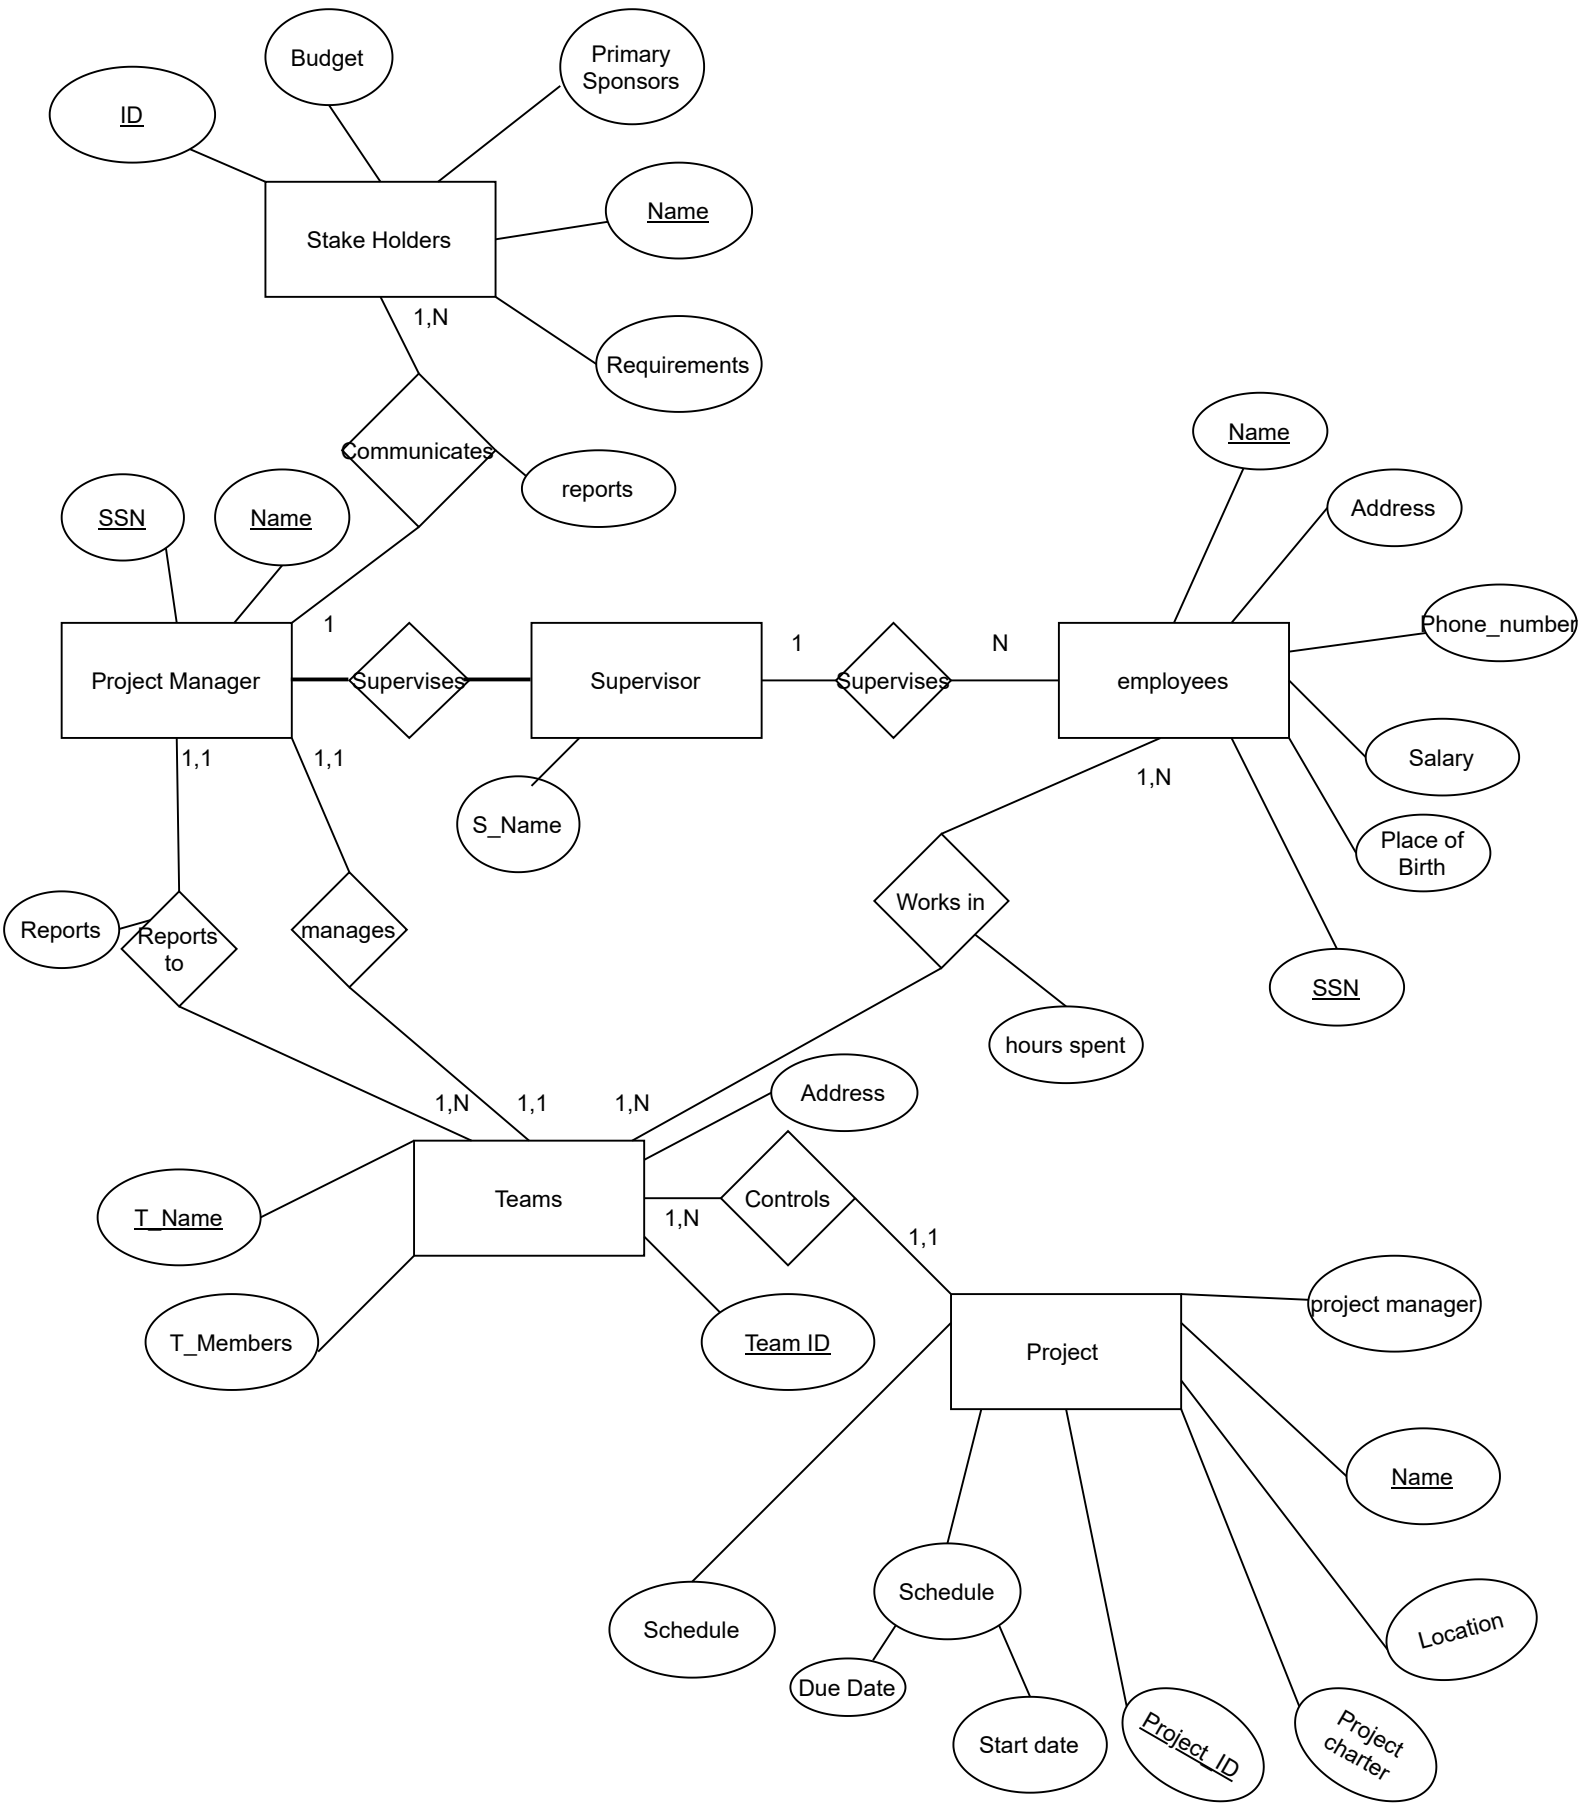 Budget
Primary
Sponsors
ID
Name
Stake Holders
1,N
Requirements
Communicates
reports
Name
Address
SSN
Name
1
Project Manager
Supervises
Supervisor
1
Supervises
N
employees
Phone_number
1,1
1,1
S_Name
1,N
Salary
Place of
Birth
Reports
Reports
to
manages
Works in
SSN
hours spent
1,N
1,1
1,N
Address
T_Name
Teams
Controls
1,N
1,1
T_Members
Team ID
Project
project manager
Name
Schedule
Schedule
Location
Due Date
Start date
Project_ID
Project
charter